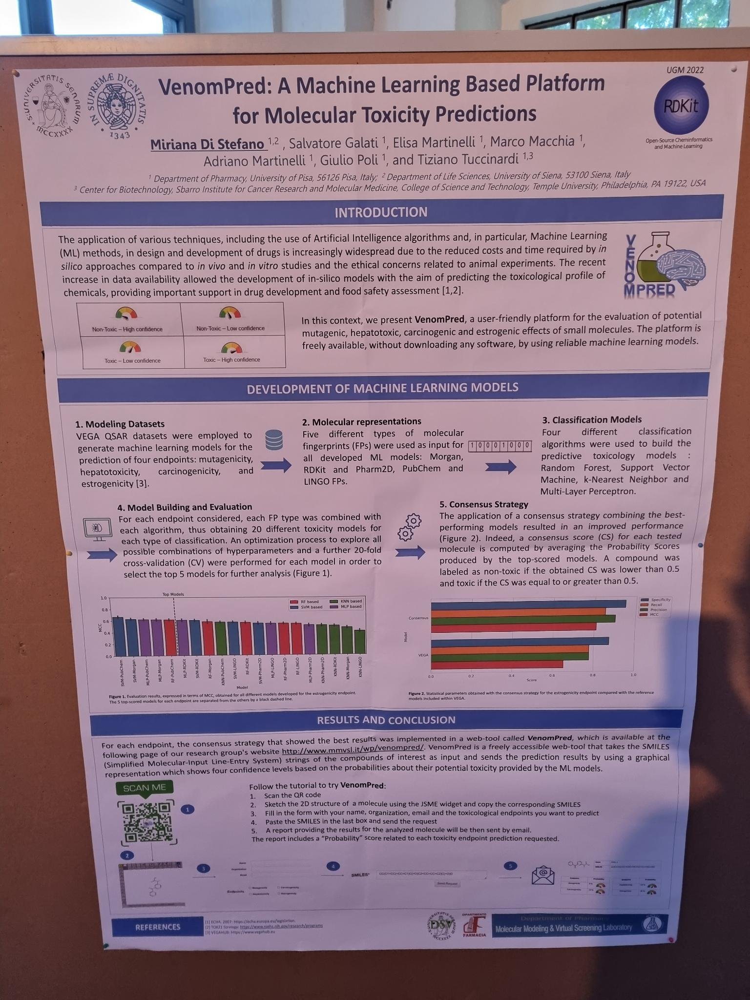 UGM 2022
VenomPred: A Machine Learning Based Platform
for Molecular Toxicity Predictions
S:UNIVERSITATIS SENARUM
MCCXXXX
IN SUPREMÆ DIGNITATIS
1343
RDKit
Open-Source Cheminformatics
and Machine Learning
Miriana Di Stefano 1,2 , Salvatore Galati 1, Elisa Martinelli 1, Marco Macchia 1,
Adriano Martinelli 1, Giulio Poli 1, and Tiziano Tuccinardi 1,3
1 Department of Pharmacy, University of Pisa, 56126 Pisa, Italy; 2 Department of Life Sciences, University of Siena, 53100 Siena, Italy
3 Center for Biotechnology, Sbarro Institute for Cancer Research and Molecular Medicine, College of Science and Technology, Temple University, Philadelphia, PA 19122, USA
INTRODUCTION
The application of various techniques, including the use of Artificial Intelligence algorithms and, in particular, Machine Learning
(ML) methods, in design and development of drugs is increasingly widespread due to the reduced costs and time required by in
silico approaches compared to in vivo and in vitro studies and the ethical concerns related to animal experiments. The recent
increase in data availability allowed the development of in-silico models with the aim of predicting the toxicological profile of
chemicals, providing important support in drug development and food safety assessment [1,2].
VENOMPRED
Non-Toxic – High confidence
Non-Toxic – Low confidence
Toxic – Low confidence
Toxic – High confidence
In this context, we present VenomPred, a user-friendly platform for the evaluation of potential
mutagenic, hepatotoxic, carcinogenic and estrogenic effects of small molecules. The platform is
freely available, without downloading any software, by using reliable machine learning models.
DEVELOPMENT OF MACHINE LEARNING MODELS
1. Modeling Datasets
VEGA QSAR datasets were employed to
generate machine learning models for the
prediction of four endpoints: mutagenicity,
hepatotoxicity, carcinogenicity, and
estrogenicity [3].
2. Molecular representations
Five different types of molecular
fingerprints (FPs) were used as input for
all developed ML models: Morgan,
RDKit and Pharm2D, PubChem and
LINGO FPs.
1 0 0 0 1 0 0 0
3. Classification Models
Four different classification
algorithms were used to build the
predictive toxicology models :
Random Forest, Support Vector
Machine, k-Nearest Neighbor and
Multi-Layer Perceptron.
4. Model Building and Evaluation
For each endpoint considered, each FP type was combined with
each algorithm, thus obtaining 20 different toxicity models for
each type of classification. An optimization process to explore all
possible combinations of hyperparameters and a further 20-fold
cross-validation (CV) were performed for each model in order to
select the top 5 models for further analysis (Figure 1).
5. Consensus Strategy
The application of a consensus strategy combining the best-
performing models resulted in an improved performance
(Figure 2). Indeed, a consensus score (CS) for each tested
molecule is computed by averaging the Probability Scores
produced by the top-scored models. A compound was
labeled as non-toxic if the obtained CS was lower than 0.5
and toxic if the CS was equal to or greater than 0.5.
Top Models
RF based
SVM based
KNN based
MLP based
MCC
1.0
0.8
0.6
0.4
0.2
0.0
SVM-PubChem
SVM-Morgan
MLP-PubChem
MLP-Morgan
RF-PubChem
MLP-RDKit
SVM-RDKit
RF-Morgan
KNN-PubChem
SVM-LINGO
RF-RDKit
SVM-Pharm2D
MLP-LINGO
RF-Pharm2D
RF-LINGO
MLP-Pharm2D
KNN-Pharm2D
KNN-RDKit
KNN-Morgan
KNN-LINGO
Model
Figure 1. Evaluation results, expressed in terms of MCC, obtained for all different models developed for the estrogenicity endpoint.
The 5 top-scored models for each endpoint are separated from the others by a black dashed line.
Specificity
Recall
Precision
MCC
Model
Consensus
VEGA
0.0 0.2 0.4 0.6 0.8 1.0
Score
Figure 2. Statistical parameters obtained with the consensus strategy for the estrogenicity endpoint compared with the reference
models included within VEGA.
RESULTS AND CONCLUSION
For each endpoint, the consensus strategy that showed the best results was implemented in a web-tool called VenomPred, which is available at the
following page of our research group's website http://www.mmvsl.it/wp/venompred/. VenomPred is a freely accessible web-tool that takes the SMILES
(Simplified Molecular-Input Line-Entry System) strings of the compounds of interest as input and sends the prediction results by using a graphical
representation which shows four confidence levels based on the probabilities about their potential toxicity provided by the ML models.
SCAN ME
1
Follow the tutorial to try VenomPred:
1. Scan the QR code
2. Sketch the 2D structure of a molecule using the JSME widget and copy the corresponding SMILES
3. Fill in the form with your name, organization, email and the toxicological endpoints you want to predict
4. Paste the SMILES in the last box and send the request
5. A report providing the results for the analyzed molecule will be then sent by email.
The report includes a “Probability” score related to each toxicity endpoint prediction requested.
2
3
Name
Organization
Email
Endpoints
Mutagenicity
Carcinogenicity
Hepatotoxicity
Estrogenicity
4
SMILES*
Send Request
5
REFERENCES
[1] ECHA, 2007: https://echa.europa.eu/legislation.
[2] TOX21 Strategy: https://www.niehs.nih.gov/research/programs
[3] VEGAHUB: https://www.vegahub.eu
DSV
DIPARTIMENTO
FARMACIA
Department of Pharmacy
Molecular Modeling & Virtual Screening Laboratory